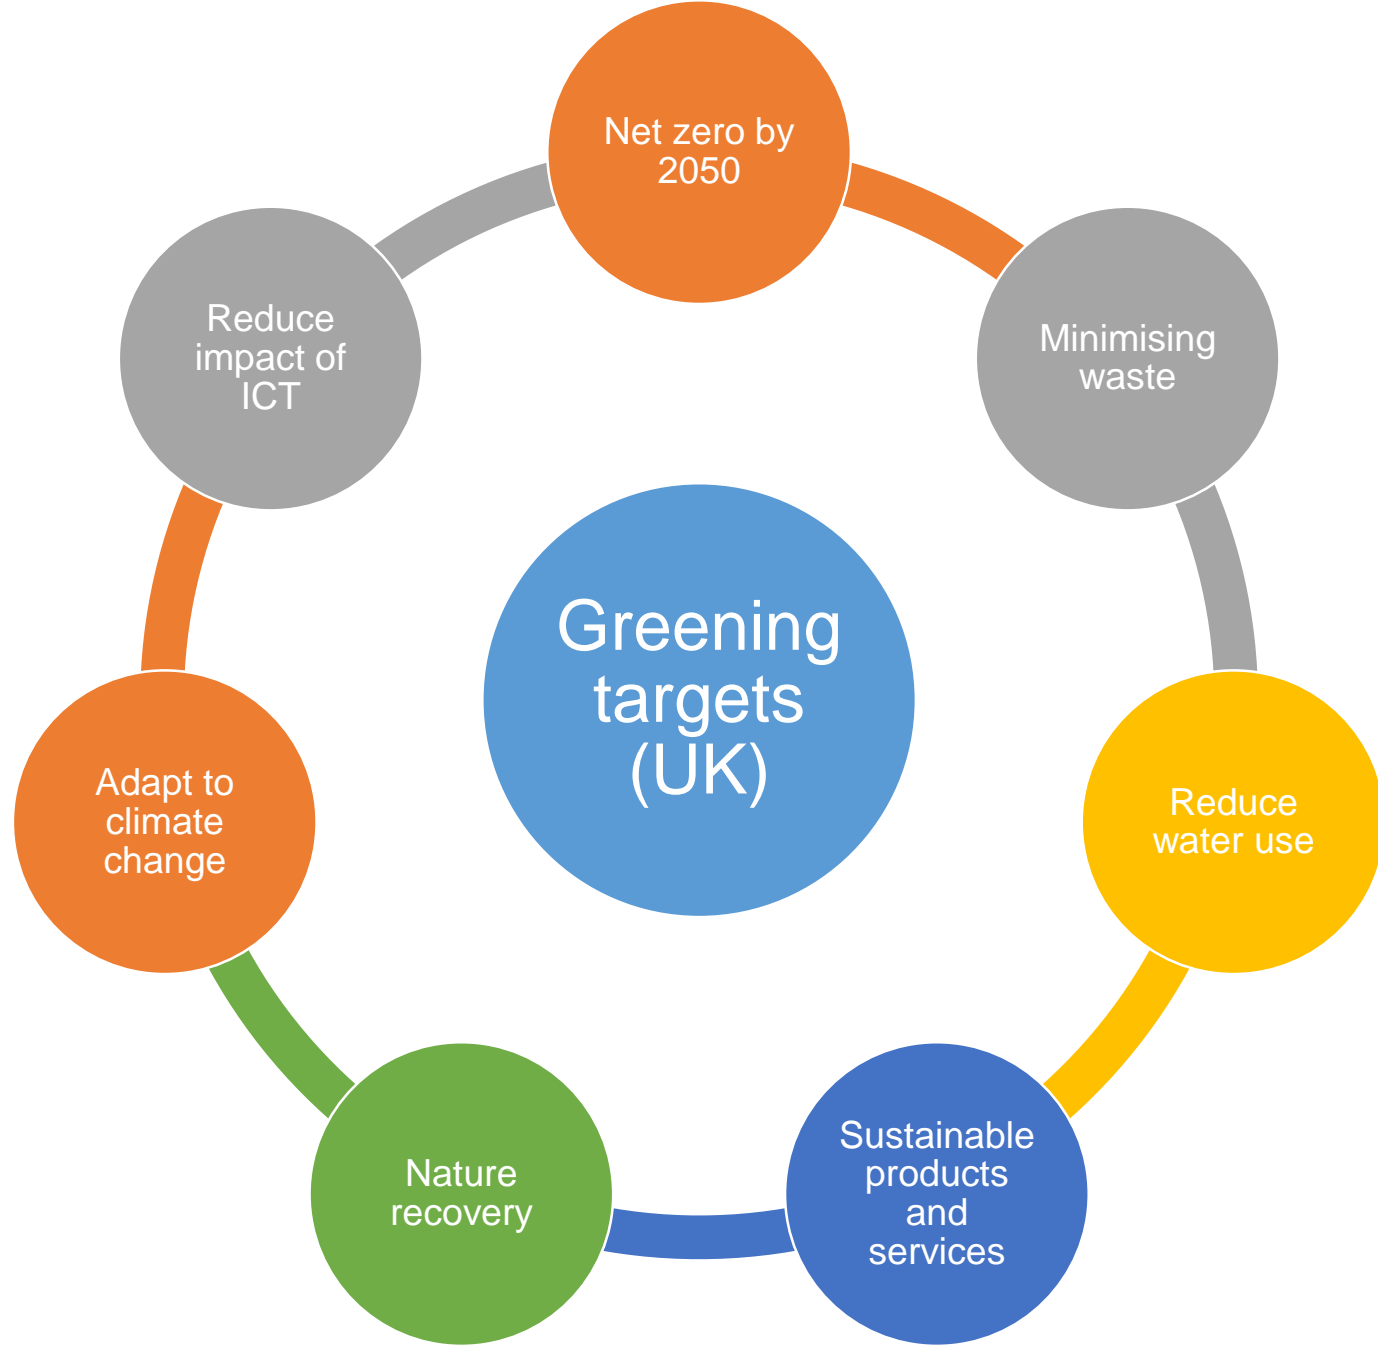 Net zero by
2050
Minimising
waste
Reduce
water use
Sustainable
products
and
services
Nature
recovery
Adapt to
climate
change
Reduce
impact of
ICT
Greening
targets
(UK)